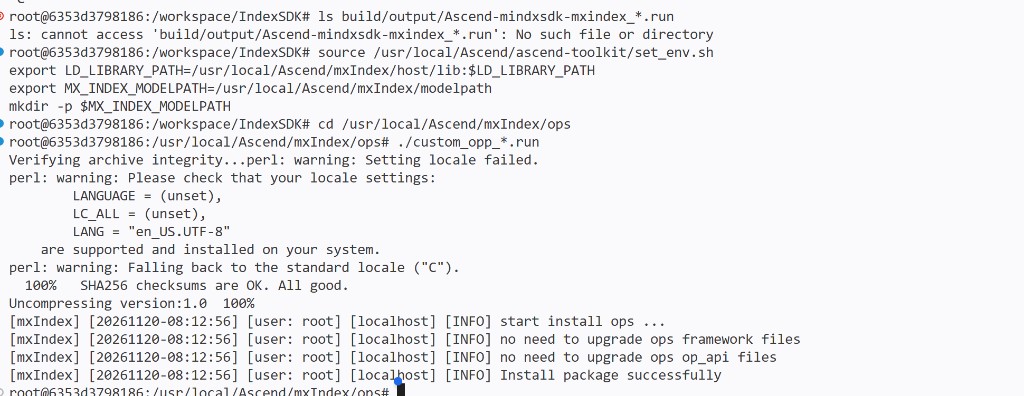 root@6353d3798186:/workspace/IndexSDK# ls build/output/Ascend-mindxsdk-mxindex_*.run
ls: cannot access 'build/output/Ascend-mindxsdk-mxindex_*.run': No such file or directory
root@6353d3798186:/workspace/IndexSDK# source /usr/local/Ascend/ascend-toolkit/set_env.sh
export LD_LIBRARY_PATH=/usr/local/Ascend/mxIndex/host/lib:$LD_LIBRARY_PATH
export MX_INDEX_MODELPATH=/usr/local/Ascend/mxIndex/modelpath
mkdir -p $MX_INDEX_MODELPATH
root@6353d3798186:/workspace/IndexSDK# cd /usr/local/Ascend/mxIndex/ops
root@6353d3798186:/usr/local/Ascend/mxIndex/ops# ./custom_opp_*.run
Verifying archive integrity...perl: warning: Setting locale failed.
perl: warning: Please check that your locale settings:
        LANGUAGE = (unset),
        LC_ALL = (unset),
        LANG = "en_US.UTF-8"
    are supported and installed on your system.
perl: warning: Falling back to the standard locale ("C").
  100%   SHA256 checksums are OK. All good.
Uncompressing version:1.0  100%
[mxIndex] [20261120-08:12:56] [user: root] [localhost] [INFO] start install ops ...
[mxIndex] [20261120-08:12:56] [user: root] [localhost] [INFO] no need to upgrade ops framework files
[mxIndex] [20261120-08:12:56] [user: root] [localhost] [INFO] no need to upgrade ops op_api files
[mxIndex] [20261120-08:12:56] [user: root] [localhost] [INFO] Install package successfully
root@6353d3798186:/usr/local/Ascend/mxIndex/ops#